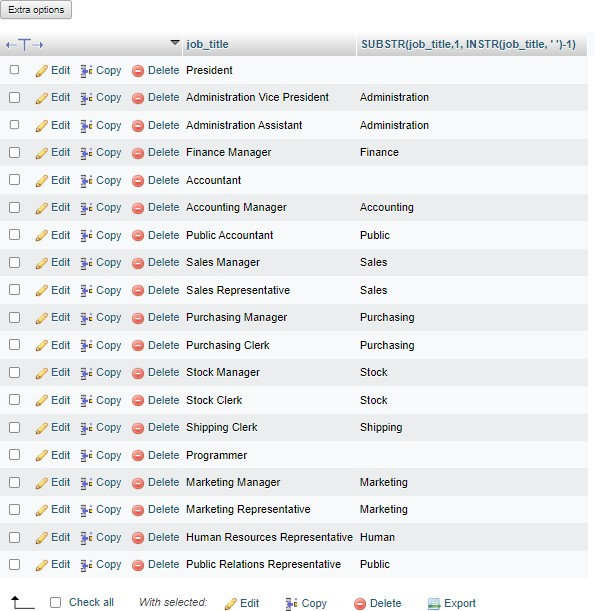 Extra options
←T→ job_title SUBSTR(job_title,1, INSTR(job_title, ' ')-1)
Edit Copy Delete President
Edit Copy Delete Administration Vice President Administration
Edit Copy Delete Administration Assistant Administration
Edit Copy Delete Finance Manager Finance
Edit Copy Delete Accountant
Edit Copy Delete Accounting Manager Accounting
Edit Copy Delete Public Accountant Public
Edit Copy Delete Sales Manager Sales
Edit Copy Delete Sales Representative Sales
Edit Copy Delete Purchasing Manager Purchasing
Edit Copy Delete Purchasing Clerk Purchasing
Edit Copy Delete Stock Manager Stock
Edit Copy Delete Stock Clerk Stock
Edit Copy Delete Shipping Clerk Shipping
Edit Copy Delete Programmer
Edit Copy Delete Marketing Manager Marketing
Edit Copy Delete Marketing Representative Marketing
Edit Copy Delete Human Resources Representative Human
Edit Copy Delete Public Relations Representative Public
Check all With selected: Edit Copy Delete Export